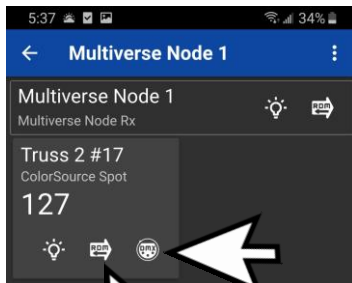 5:37 34%
Multiverse Node 1
Multiverse Node 1
Multiverse Node Rx
RDM
Truss 2 #17
ColorSource Spot
127
RDM DMX